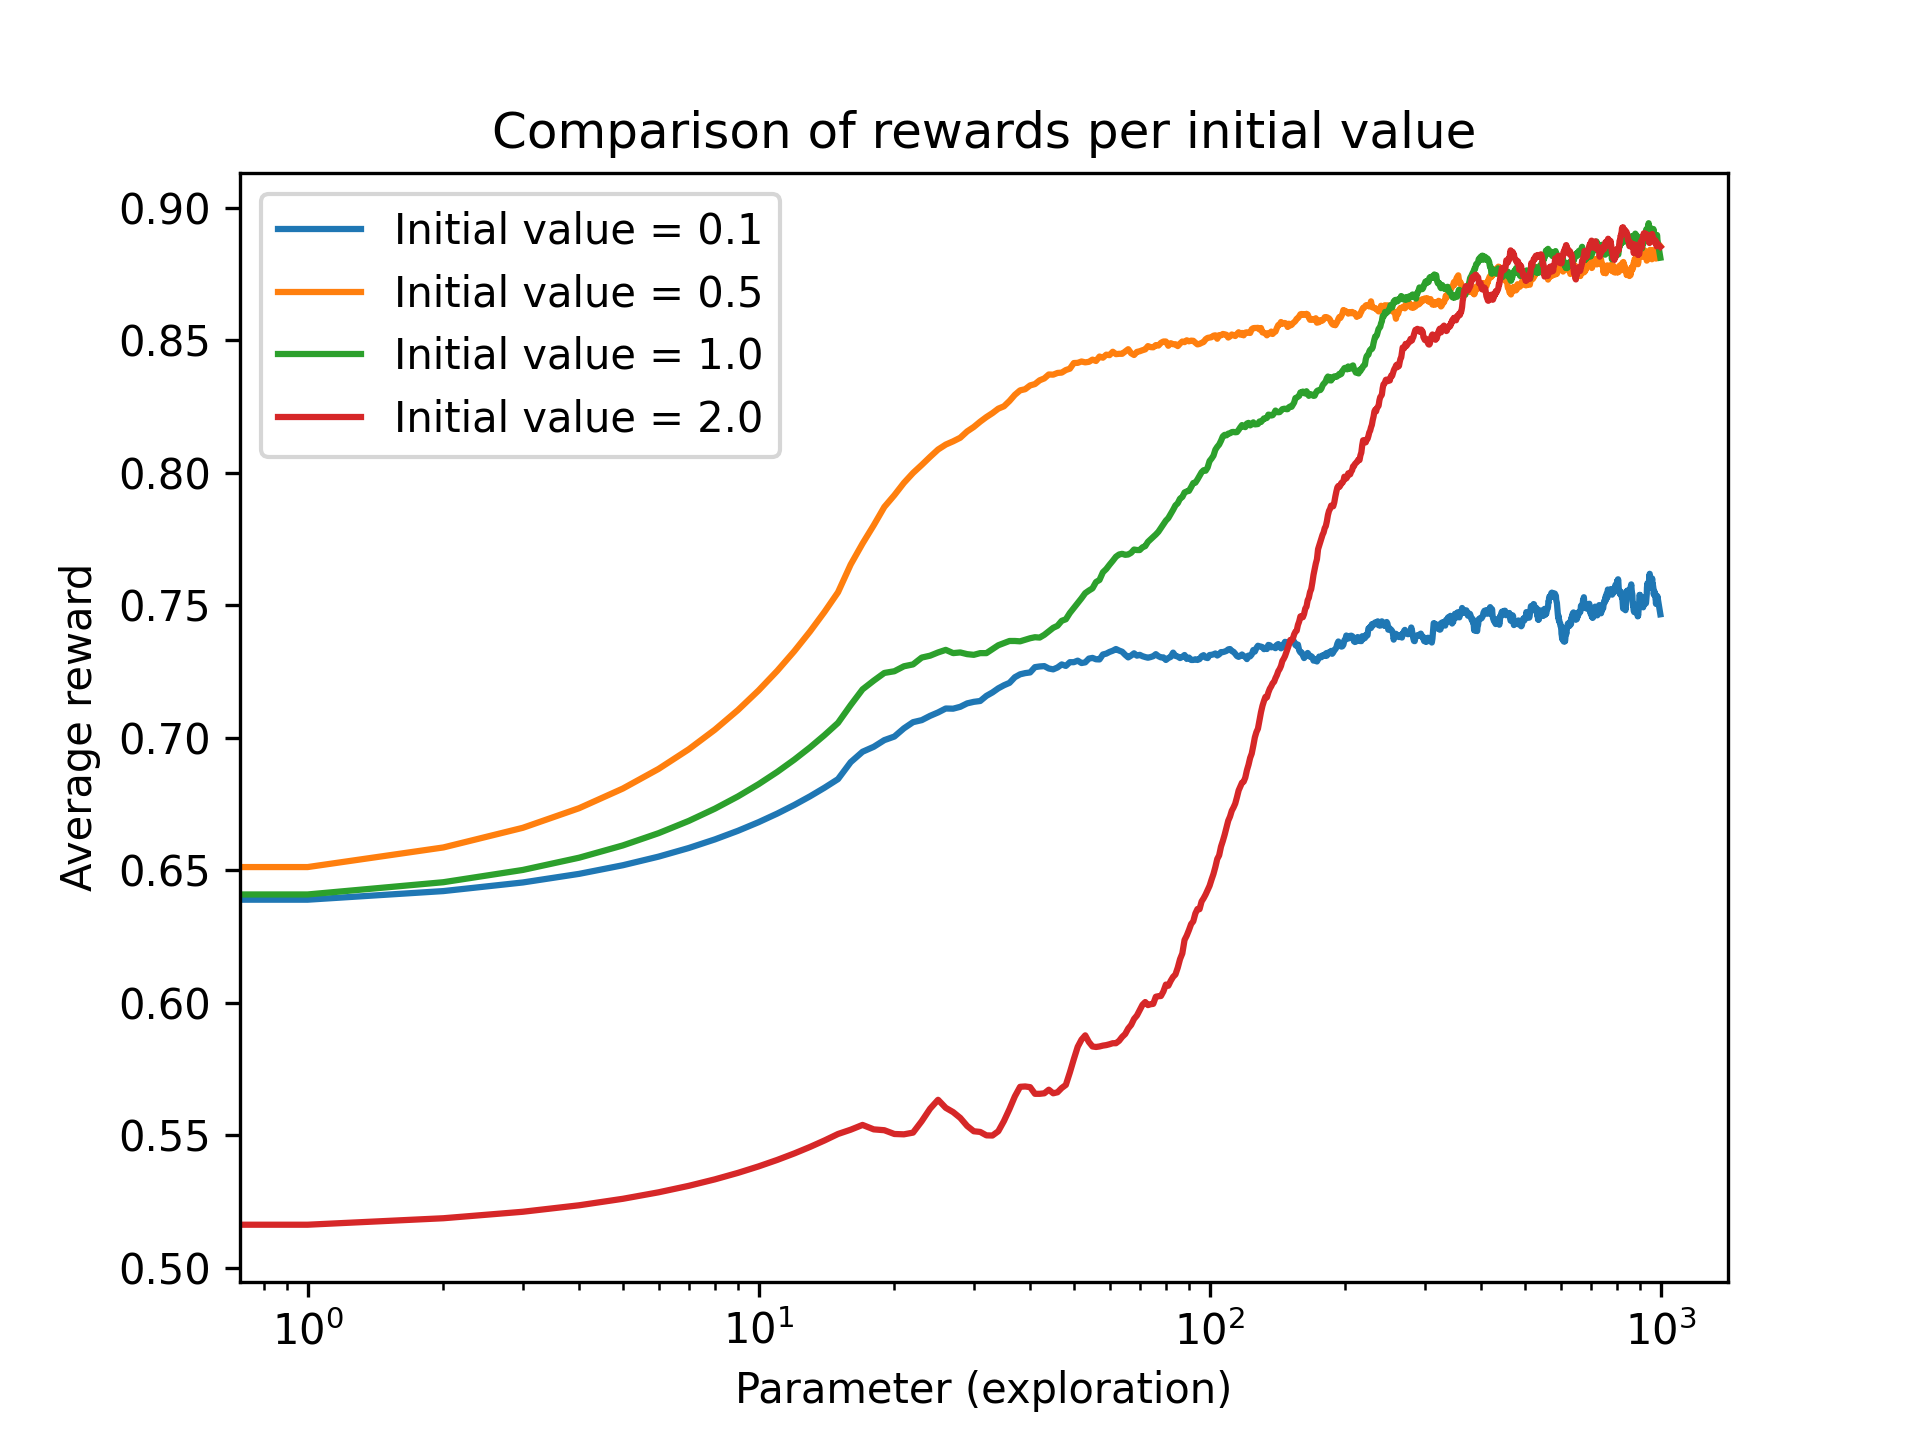 Comparison of rewards per initial value
Initial value = 0.1
Initial value = 0.5
Initial value = 1.0
Initial value = 2.0
0.90
0.85
0.80
0.75
0.70
0.65
0.60
0.55
0.50
Average reward
10⁰ 10¹ 10² 10³
Parameter (exploration)